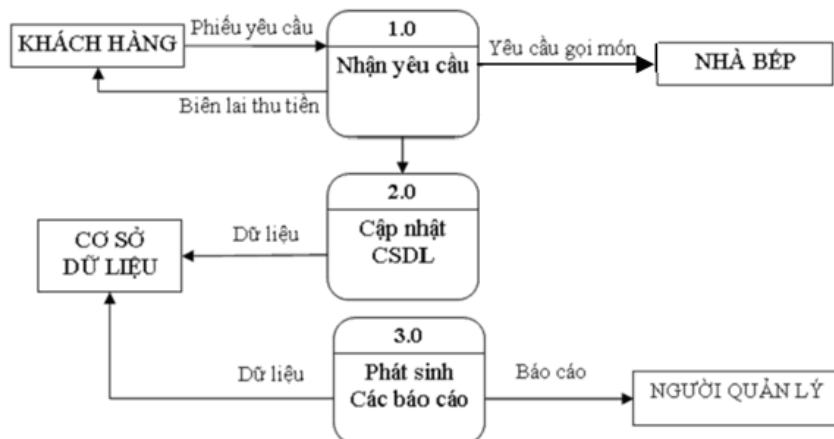 KHÁCH HÀNG
Phiếu yêu cầu
1.0
Nhận yêu cầu
Yêu cầu gọi món
NHÀ BẾP
Biên lai thu tiền
2.0
Cập nhật
CSDL
Dữ liệu
CƠ SỞ
DỮ LIỆU
3.0
Phát sinh
Các báo cáo
Dữ liệu
Báo cáo
NGƯỜI QUẢN LÝ